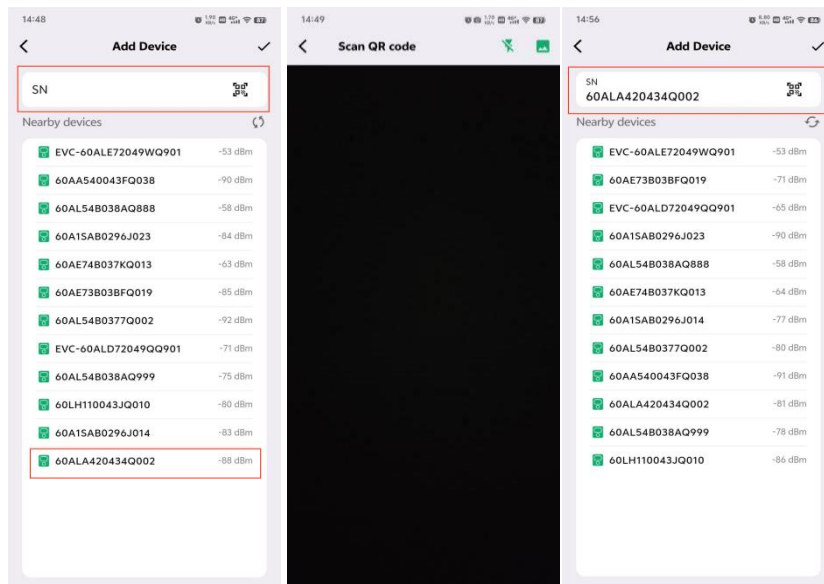 14:48
Add Device
SN
Nearby devices
EVC-60ALE72049WQ901 -53 dBm
60AA540043FQ038 -90 dBm
60AL54B038AQ888 -58 dBm
60A1SAB0296J023 -84 dBm
60AE74B037KQ013 -63 dBm
60AE73B03BFQ019 -85 dBm
60AL54B0377Q002 -92 dBm
EVC-60ALD72049QQ901 -71 dBm
60AL54B038AQ999 -75 dBm
60LH110043JQ010 -80 dBm
60A1SAB0296J014 -83 dBm
60ALA420434Q002 -88 dBm
14:49
Scan QR code
14:56
Add Device
SN
60ALA420434Q002
Nearby devices
EVC-60ALE72049WQ901 -53 dBm
60AE73B03BFQ019 -71 dBm
EVC-60ALD72049QQ901 -65 dBm
60A1SAB0296J023 -90 dBm
60AL54B038AQ888 -58 dBm
60AE74B037KQ013 -64 dBm
60A1SAB0296J014 -77 dBm
60AL54B0377Q002 -80 dBm
60AA540043FQ038 -91 dBm
60ALA420434Q002 -81 dBm
60AL54B038AQ999 -78 dBm
60LH110043JQ010 -86 dBm